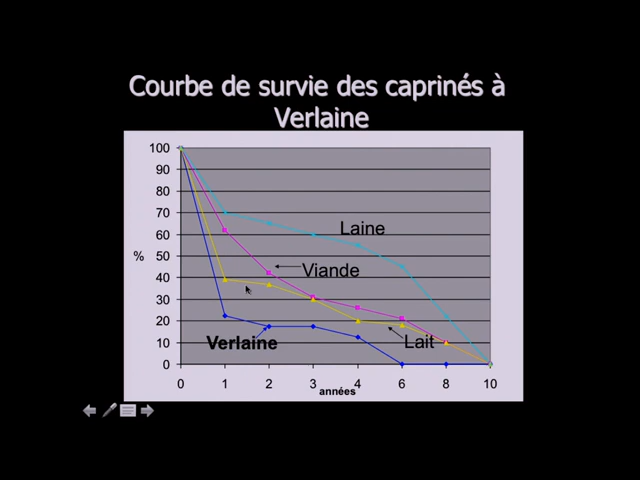 Courbe de survie des caprinés à
Verlaine
100
90
80
70
60
50
40
30
20
10
0
%
Laine
Viande
Verlaine
Lait
0 1 2 3 4 6 8 10
années